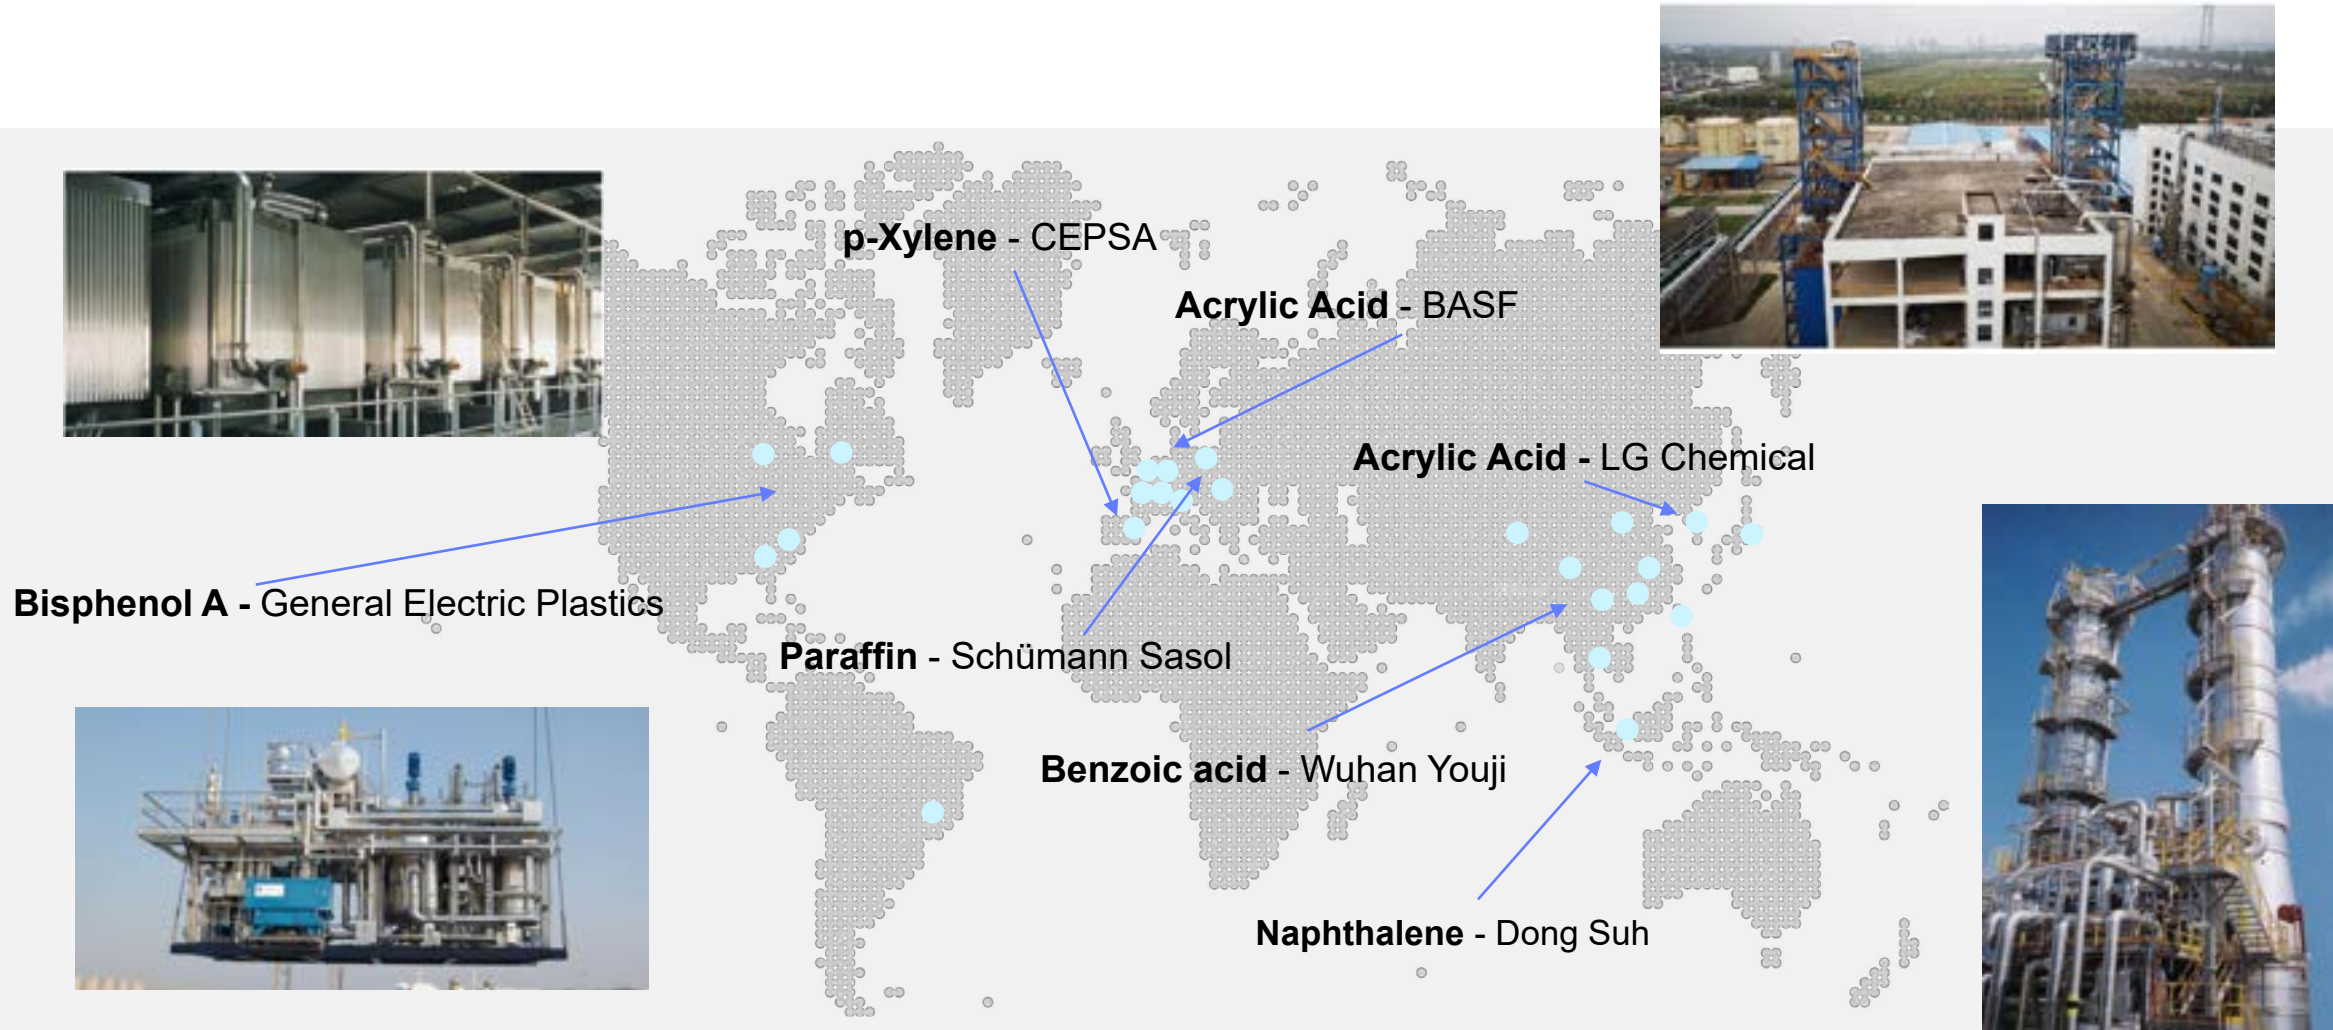 p-Xylene - CEPSA
Acrylic Acid - BASF
Acrylic Acid - LG Chemical
Bisphenol A - General Electric Plastics
Paraffin - Schümann Sasol
Benzoic acid - Wuhan Youji
Naphthalene - Dong Suh